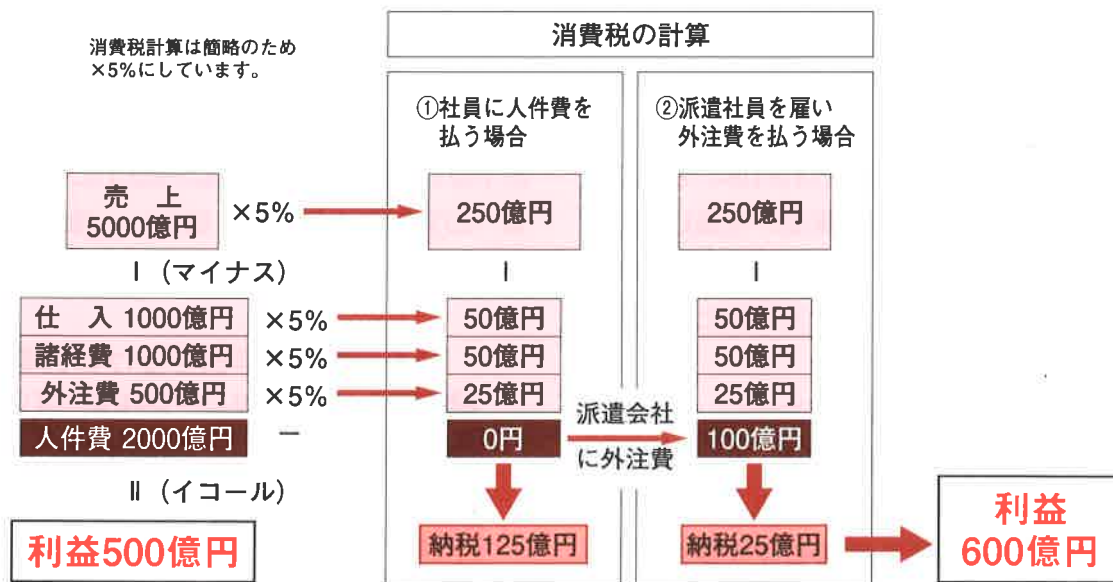 消費税計算は簡略のため
×5%にしています。
消費税の計算
①社員に人件費を
払う場合
②派遣社員を雇い
外注費を払う場合
売 上
5000億円
×5%
250億円
250億円
I (マイナス)
I
I
仕 入 1000億円
×5%
50億円
50億円
諸経費 1000億円
×5%
50億円
50億円
外注費 500億円
×5%
25億円
25億円
人件費 2000億円
−
0円
派遣会社
に外注費
100億円
II (イコール)
利益500億円
納税125億円
納税25億円
利益
600億円